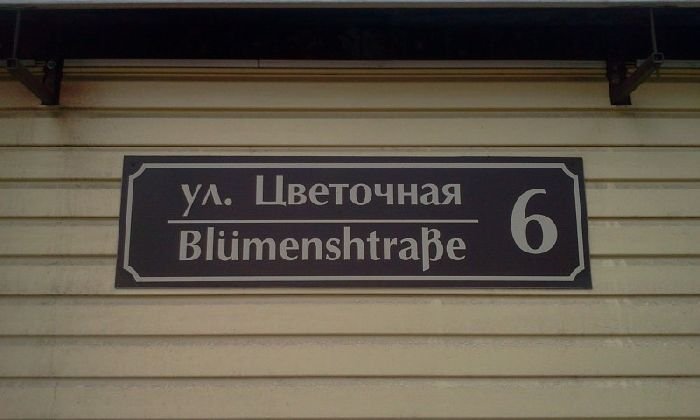 ул. Цветочная
Blümenshtraße
6